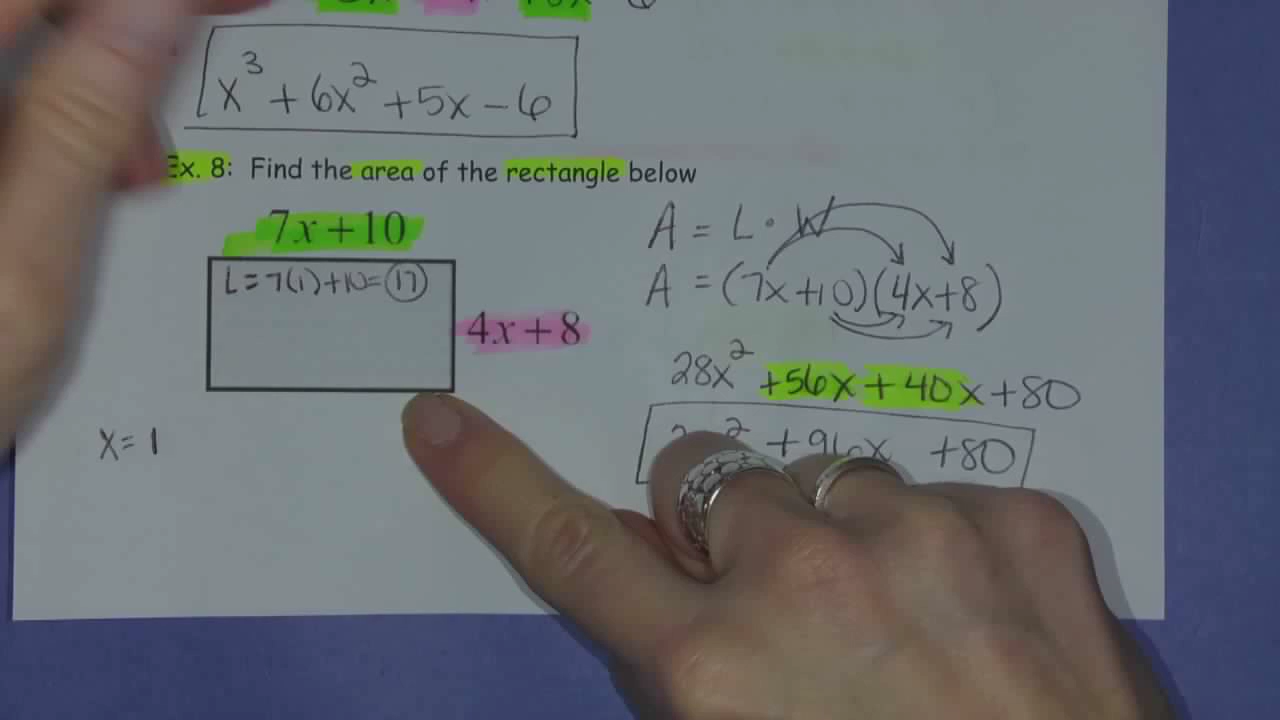 x³ + 6x² + 5x - 6
Ex. 8: Find the area of the rectangle below
7x + 10
L = 7(1) + 10 = 17
4x + 8
x = 1
A = L · W
A = (7x + 10)(4x + 8)
28x² + 56x + 40x + 80
² + 96x + 80